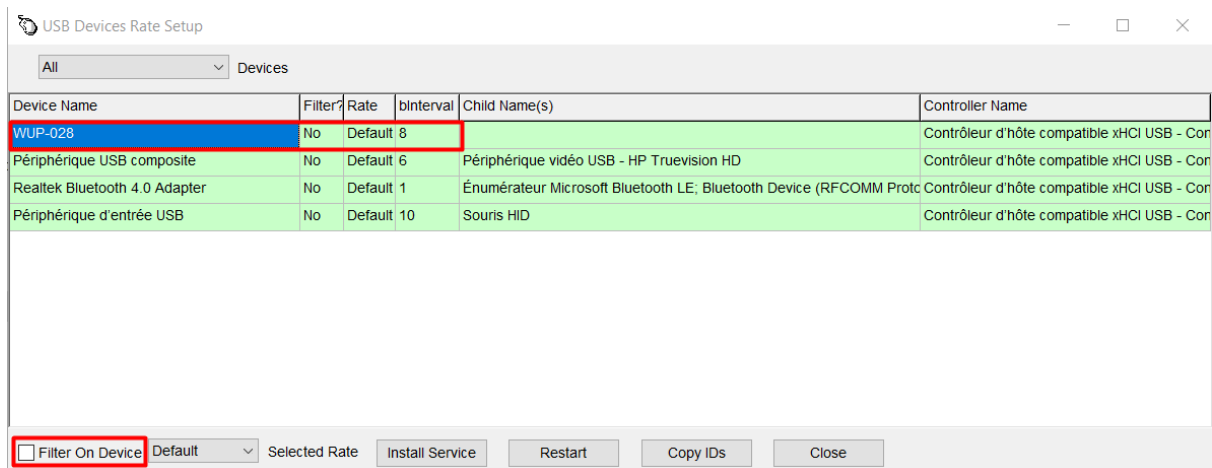 USB Devices Rate Setup
All Devices
Device Name Filter? Rate bInterval Child Name(s) Controller Name
WUP-028 No Default 8 Contrôleur d'hôte compatible xHCI USB - Con
Périphérique USB composite No Default 6 Périphérique vidéo USB - HP Truevision HD Contrôleur d'hôte compatible xHCI USB - Con
Realtek Bluetooth 4.0 Adapter No Default 1 Énumérateur Microsoft Bluetooth LE; Bluetooth Device (RFCOMM Protc Contrôleur d'hôte compatible xHCI USB - Con
Périphérique d'entrée USB No Default 10 Souris HID Contrôleur d'hôte compatible xHCI USB - Con
Filter On Device Default Selected Rate Install Service Restart Copy IDs Close